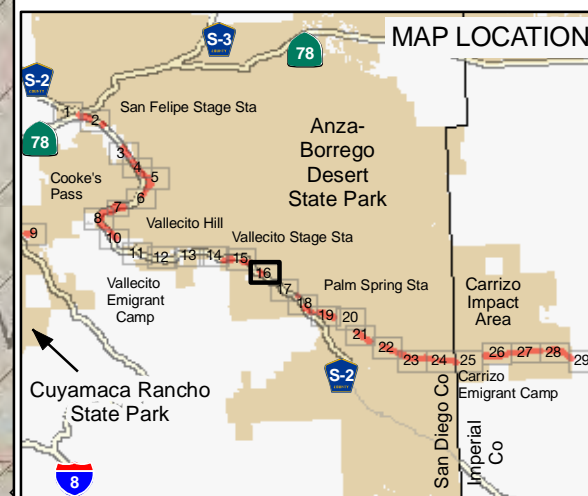 MAP LOCATION
S-3
COUNTY
78
S-2
COUNTY
1
2
San Felipe Stage Sta
78
3
4
5
6
Anza-
Borrego
Desert
State Park
Cooke's
Pass
7
8
Vallecito Hill
9
10
Vallecito Stage Sta
11
12
13
14
15
16
17
Vallecito
Emigrant
Camp
Palm Spring Sta
18
19
20
Carrizo
Impact
Area
21
22
23
24
25
26
27
28
29
S-2
COUNTY
Carrizo
Emigrant Camp
Cuyamaca Rancho
State Park
San Diego Co
Imperial
Co
8